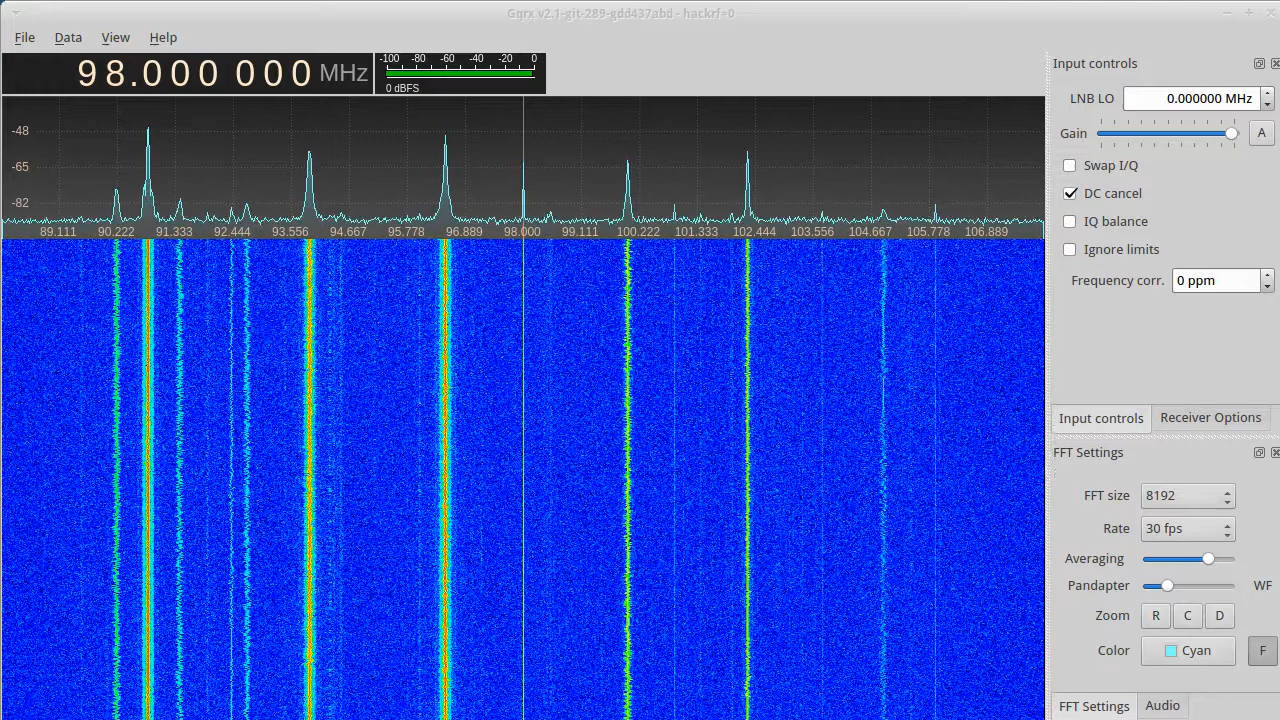 Gqrx v2.1-git-289-gdd437abd - hackrf=0
File Data View Help
98.000 000 MHz
-100 -80 -60 -40 -20 0
0 dBFS
-48
-65
-82
89.111 90.222 91.333 92.444 93.556 94.667 95.778 96.889 98.000 99.111 100.222 101.333 102.444 103.556 104.667 105.778 106.889
Input controls
LNB LO 0.000000 MHz
Gain A
Swap I/Q
DC cancel
IQ balance
Ignore limits
Frequency corr. 0 ppm
Input controls Receiver Options
FFT Settings
FFT size 8192
Rate 30 fps
Averaging
Pandapter WF
Zoom R C D
Color Cyan F
FFT Settings Audio